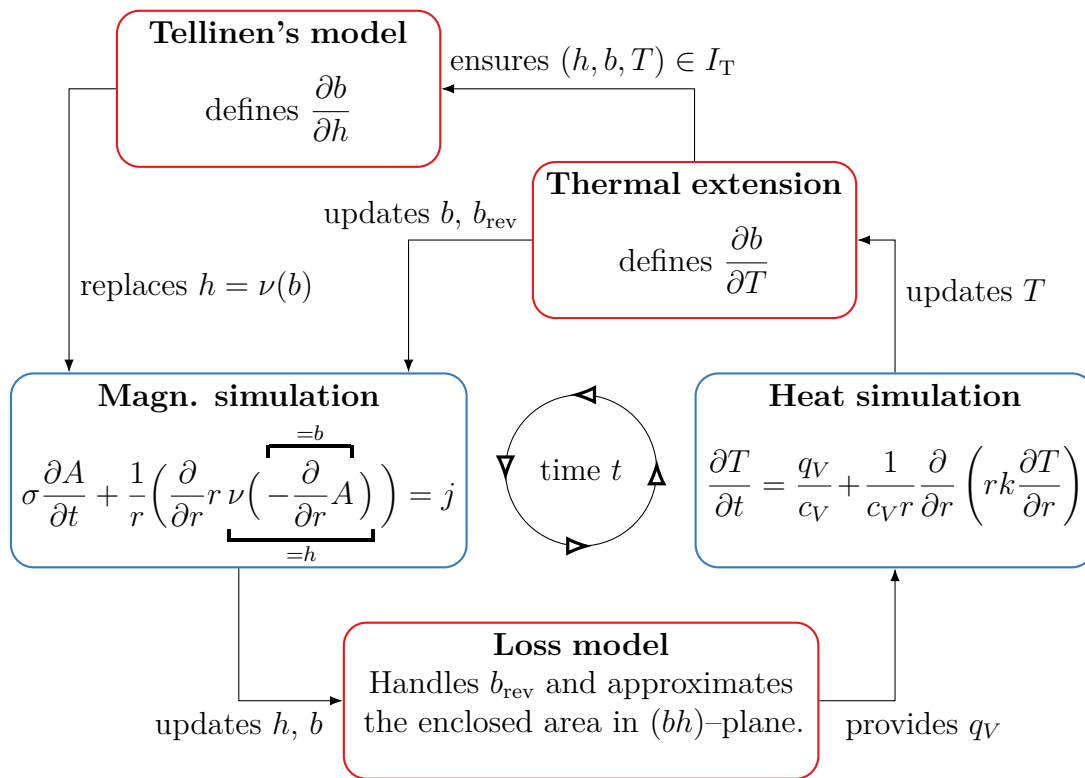 Tellinen's model
defines ∂b/∂h
ensures (h, b, T) ∈ I_T
Thermal extension
defines ∂b/∂T
updates b, b_rev
replaces h = ν(b)
updates T
Magn. simulation
σ ∂A/∂t + 1/r (∂/∂r r ν(−∂/∂r A)) = j
=b
=h
time t
Heat simulation
∂T/∂t = q_V/c_V + 1/(c_V r) ∂/∂r (rk ∂T/∂r)
Loss model
Handles b_rev and approximates
the enclosed area in (bh)–plane.
updates h, b
provides q_V